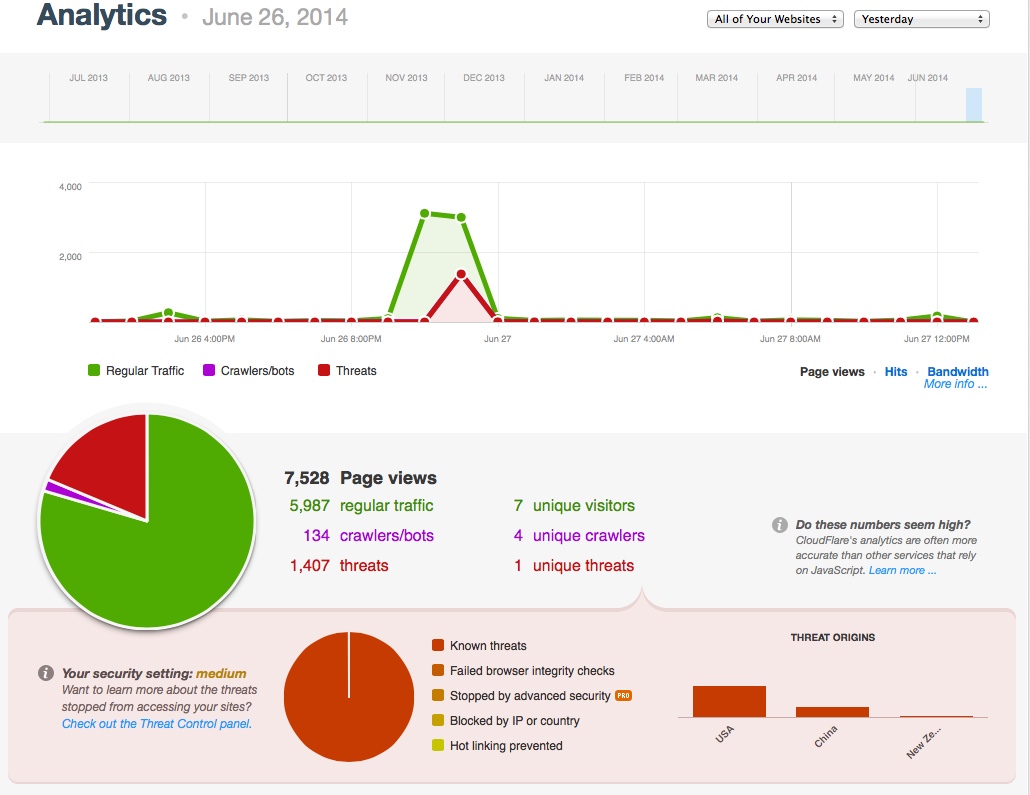 Analytics • June 26, 2014
All of Your Websites
Yesterday
JUL 2013 AUG 2013 SEP 2013 OCT 2013 NOV 2013 DEC 2013 JAN 2014 FEB 2014 MAR 2014 APR 2014 MAY 2014 JUN 2014
4,000
2,000
Jun 26 4:00PM Jun 26 8:00PM Jun 27 Jun 27 4:00AM Jun 27 8:00AM Jun 27 12:00PM
Regular Traffic Crawlers/bots Threats
Page views · Hits · Bandwidth
More info ...
7,528 Page views
5,987 regular traffic
7 unique visitors
134 crawlers/bots
4 unique crawlers
1,407 threats
1 unique threats
Do these numbers seem high?
CloudFlare's analytics are often more
accurate than other services that rely
on JavaScript. Learn more ...
Your security setting: medium
Want to learn more about the threats
stopped from accessing your sites?
Check out the Threat Control panel.
Known threats
Failed browser integrity checks
Stopped by advanced security PRO
Blocked by IP or country
Hot linking prevented
THREAT ORIGINS
USA
China
New Ze...